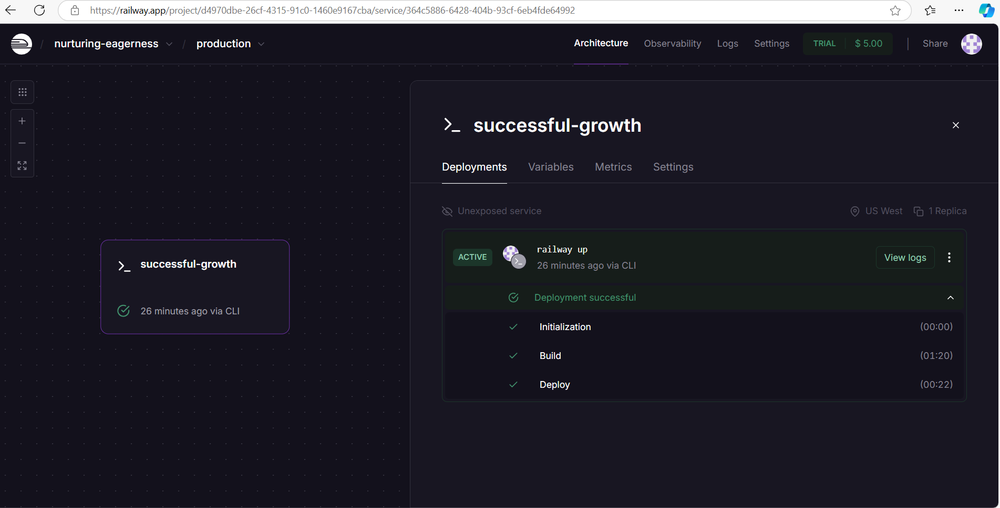 https://railway.app/project/d4970dbe-26cf-4315-91c0-1460e9167cba/service/364c5886-6428-404b-93cf-6eb4fde64992
/ nurturing-eagerness / production
Architecture Observability Logs Settings TRIAL $ 5.00 | Share
successful-growth
26 minutes ago via CLI
successful-growth
Deployments Variables Metrics Settings
Unexposed service US West 1 Replica
ACTIVE
railway up
26 minutes ago via CLI
View logs
Deployment successful
Initialization (00:00)
Build (01:20)
Deploy (00:22)